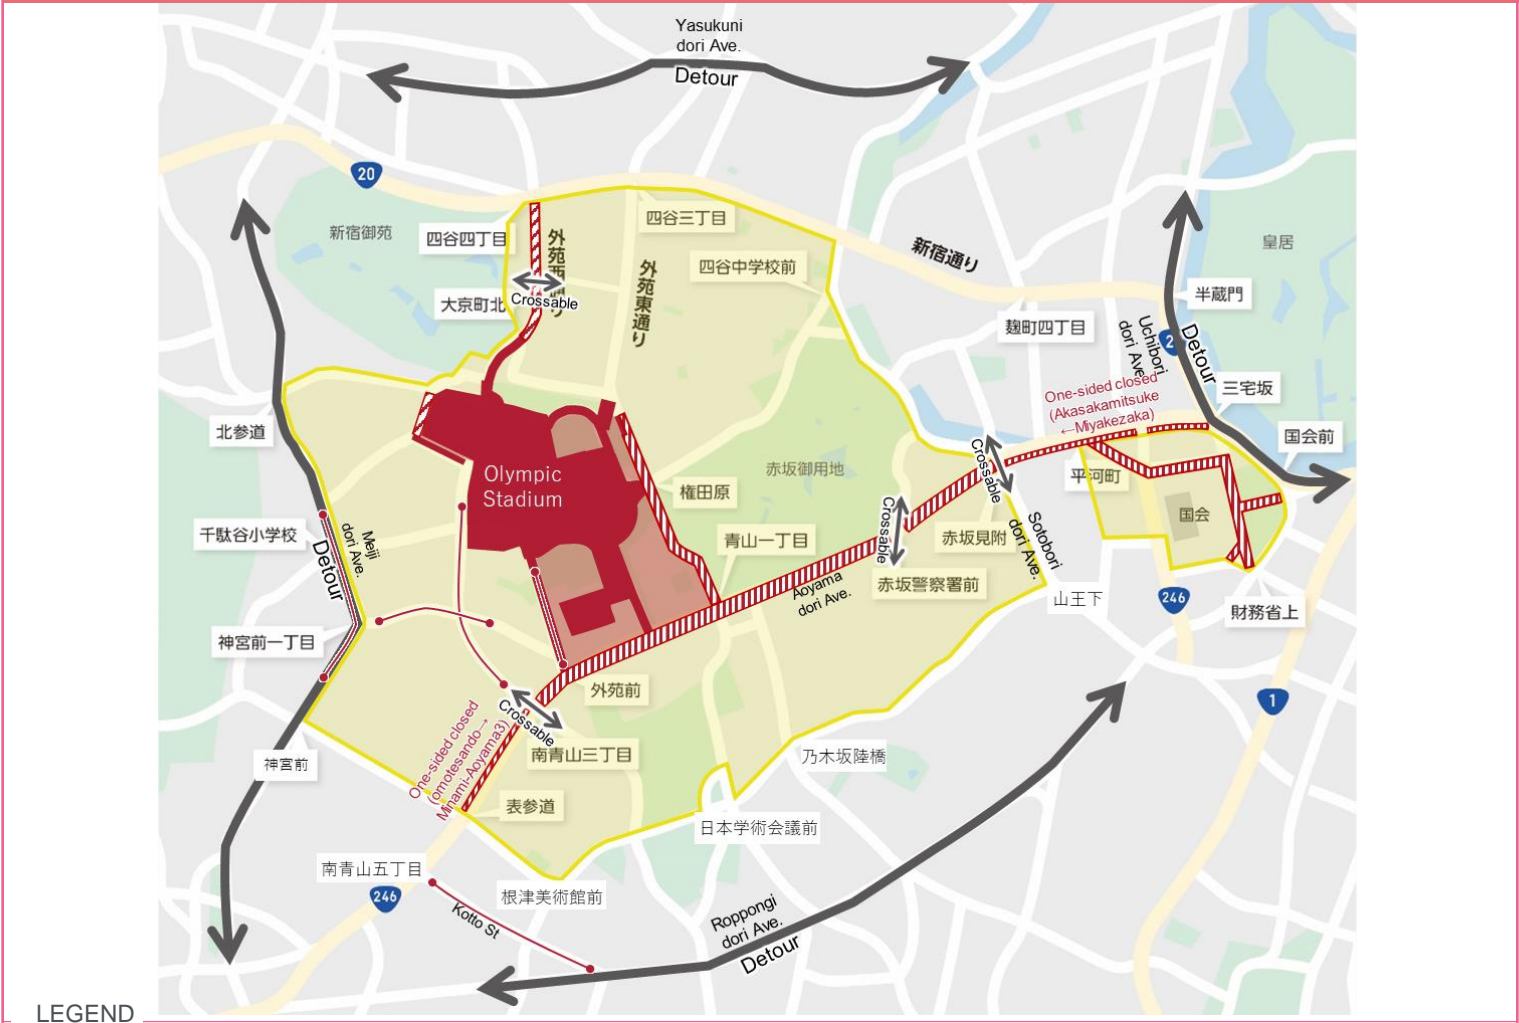 Yasukuni
dori Ave.
Detour
20
新宿御苑
四谷四丁目
外苑西通り
四谷三丁目
外苑東通り
四谷中学校前
新宿通り
皇居
大京町北
Crossable
半蔵門
麹町四丁目
Uchibori
dori Ave.
Detour
三宅坂
One-sided closed
(Akasakamitsuke
←Miyakezaka)
国会前
北参道
Olympic
Stadium
赤坂御用地
Crossable
平河町
権田原
国会
千駄谷小学校
Meiji
dori Ave.
Detour
青山一丁目
Crossable
赤坂見附
Sotobori
dori Ave.
Aoyama
dori Ave.
赤坂警察署前
山王下
246
財務省上
神宮前一丁目
外苑前
1
Crossable
One-sided closed
(omotesando→
Minami-Aoyama3)
南青山三丁目
乃木坂陸橋
神宮前
表参道
日本学術会議前
南青山五丁目
246
根津美術館前
Kotto St
Roppongi
dori Ave.
Detour
LEGEND